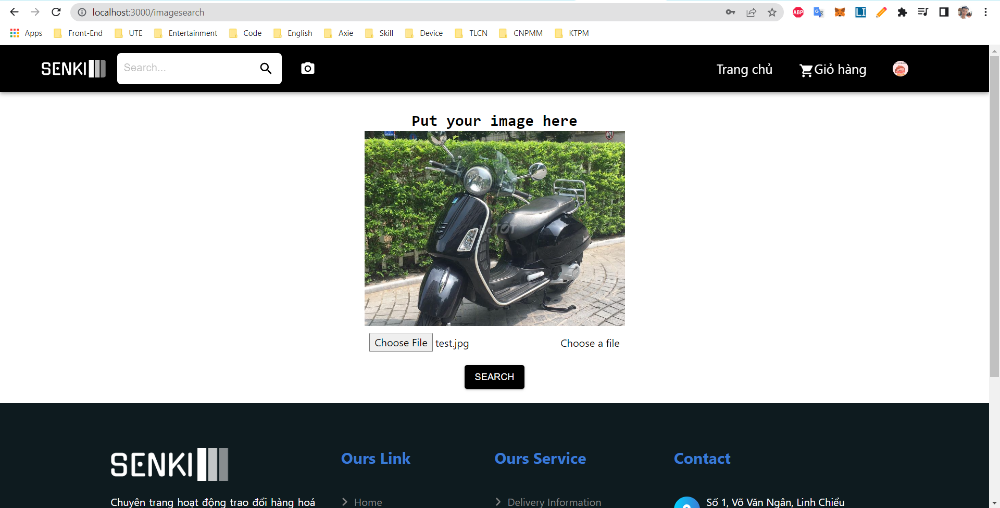 localhost:3000/imagesearch
ABP
Apps Front-End UTE Entertainment Code English Axie Skill Device TLCN CNPMM KTPM
SENKI Search... Trang chủ Giỏ hàng
Put your image here
Choose File test.jpg Choose a file
SEARCH
SENKI Ours Link Ours Service Contact
Chuyên trang hoạt động trao đổi hàng hoá Home Delivery Information Số 1, Võ Văn Ngân, Linh Chiểu